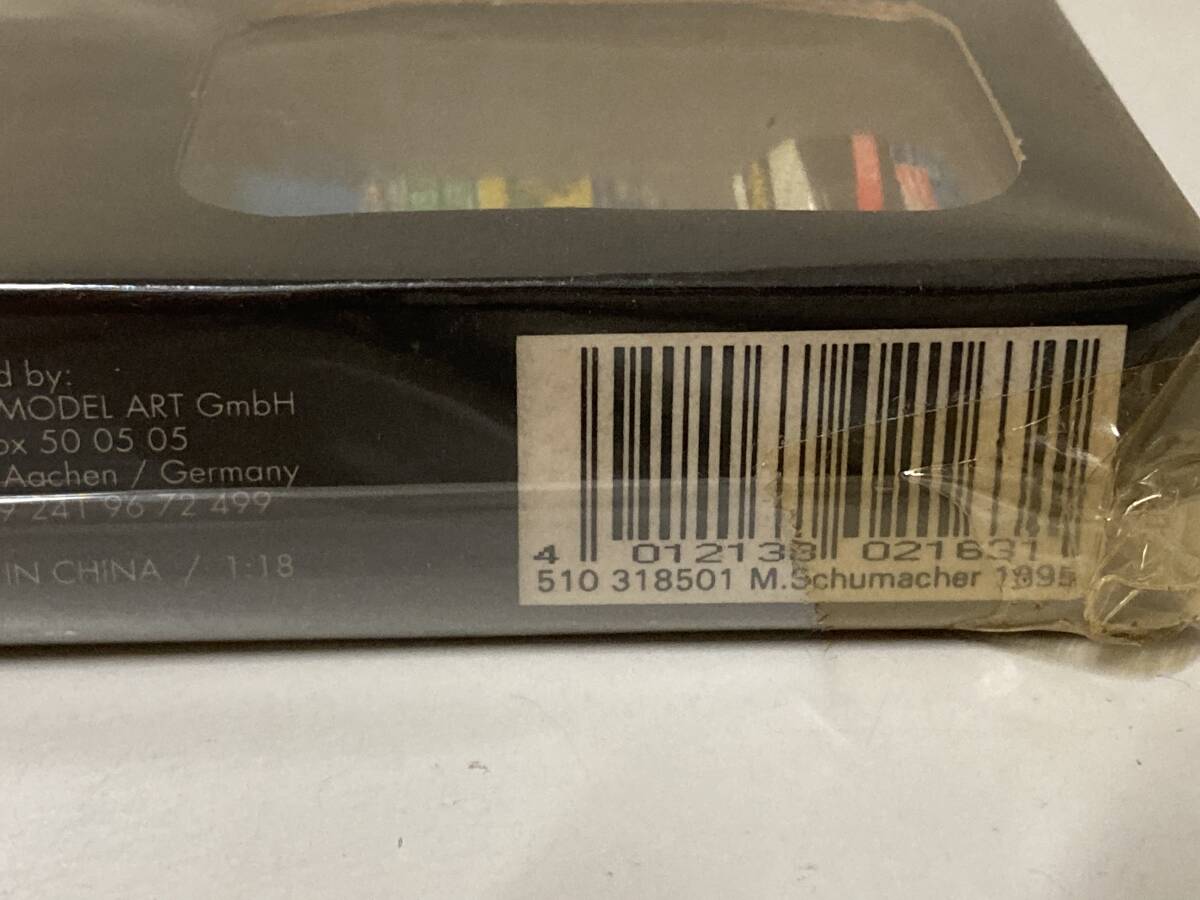 d by:
MODEL ART GmbH
ox 50 05 05
Aachen / Germany
9 241 96 72 499
IN CHINA / 1:18
4 012138 021631
510 318501 M.Schumacher 1995